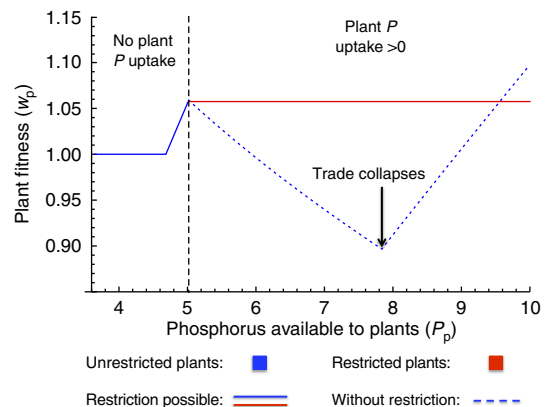 1.15
1.10
1.05
1.00
0.95
0.90
Plant fitness (wp)
No plant
P uptake
Plant P
uptake >0
Trade collapses
4
5
6
7
8
9
10
Phosphorus available to plants (Pp)
Unrestricted plants:
Restricted plants:
Restriction possible:
Without restriction: